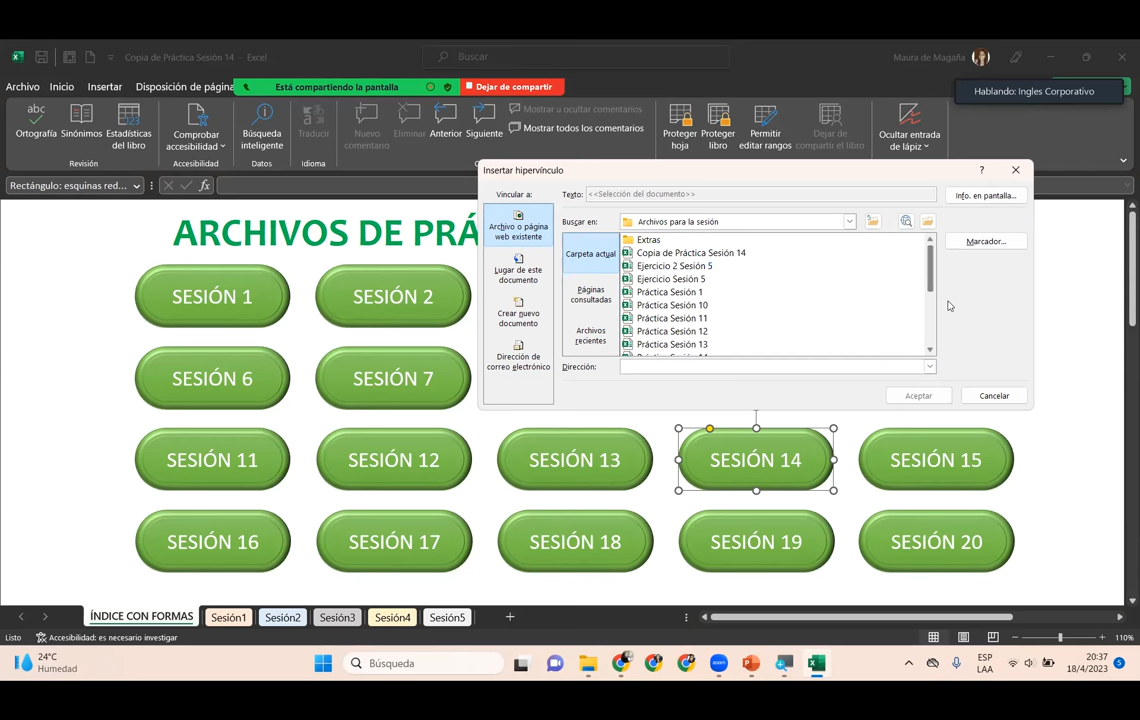 Copia de Práctica Sesión 14 - Excel
Buscar
Maura de Magaña
Archivo
Inicio
Insertar
Disposición de página
Está compartiendo la pantalla
Dejar de compartir
Hablando: Ingles Corporativo
abc
Ortografía
Sinónimos
Estadísticas
del libro
Revisión
Comprobar
accesibilidad
Accesibilidad
Búsqueda
inteligente
Datos
Traducir
Idioma
Nuevo
comentario
Eliminar
Anterior
Siguiente
Mostrar u ocultar comentarios
Mostrar todos los comentarios
Proteger
hoja
Proteger
libro
Permitir
editar rangos
Dejar de
compartir el libro
Ocultar entrada
de lápiz
Rectángulo: esquinas red...
fx
Insertar hipervínculo
?
Vincular a:
Texto:
<<Selección del documento>>
Info. en pantalla...
Archivo o página
web existente
Buscar en:
Archivos para la sesión
Marcador...
Carpeta actual
Extras
Copia de Práctica Sesión 14
Ejercicio 2 Sesión 5
Ejercicio Sesión 5
Práctica Sesión 1
Práctica Sesión 10
Práctica Sesión 11
Práctica Sesión 12
Práctica Sesión 13
Lugar de este
documento
Páginas
consultadas
Crear nuevo
documento
Archivos
recientes
Dirección de
correo electrónico
Dirección:
Aceptar
Cancelar
ARCHIVOS DE PRÁ
SESIÓN 1
SESIÓN 2
SESIÓN 6
SESIÓN 7
SESIÓN 11
SESIÓN 12
SESIÓN 13
SESIÓN 14
SESIÓN 15
SESIÓN 16
SESIÓN 17
SESIÓN 18
SESIÓN 19
SESIÓN 20
ÍNDICE CON FORMAS
Sesión1
Sesión2
Sesión3
Sesión4
Sesión5
Listo
Accesibilidad: es necesario investigar
110%
24°C
Humedad
Búsqueda
zoom
ESP
LAA
20:37
18/4/2023
5